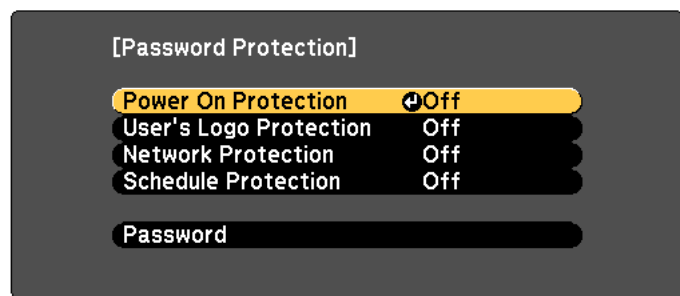 [Password Protection]
Power On Protection Off
User's Logo Protection Off
Network Protection Off
Schedule Protection Off
Password